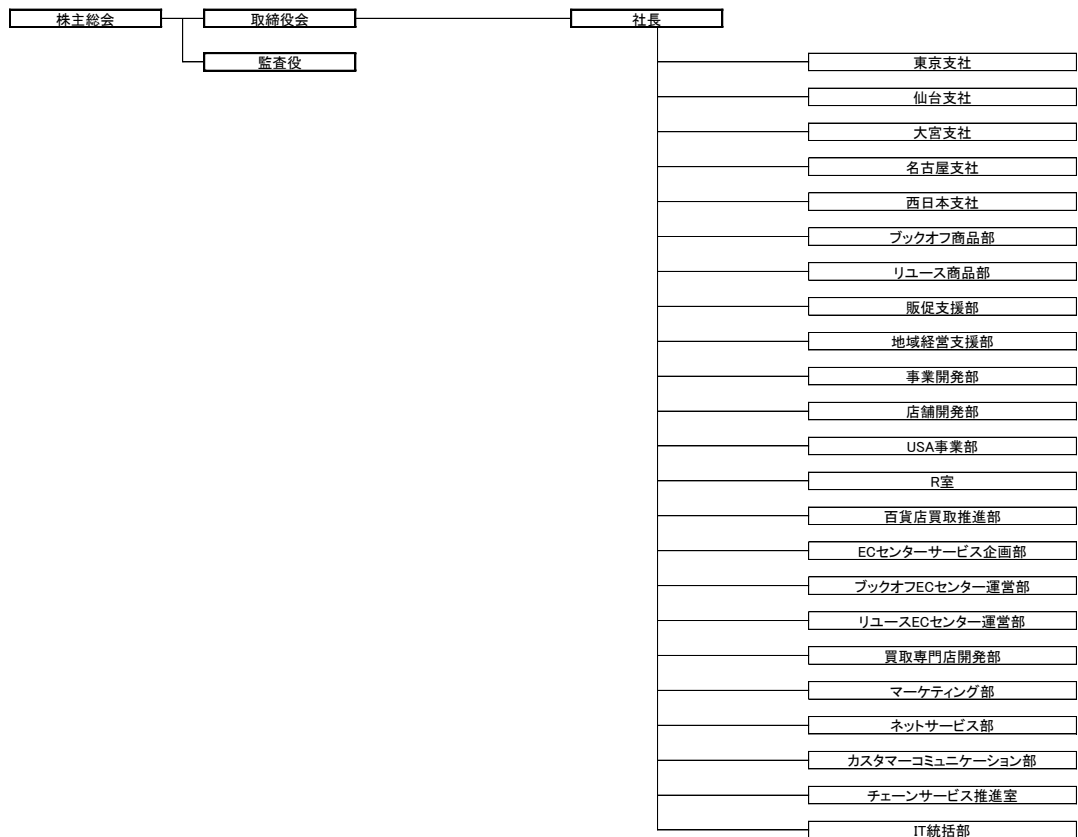 株主総会
取締役会
社長
監査役
東京支社
仙台支社
大宮支社
名古屋支社
西日本支社
ブックオフ商品部
リユース商品部
販促支援部
地域経営支援部
事業開発部
店舗開発部
USA事業部
R室
百貨店買取推進部
ECセンターサービス企画部
ブックオフECセンター運営部
リユースECセンター運営部
買取専門店開発部
マーケティング部
ネットサービス部
カスタマーコミュニケーション部
チェーンサービス推進室
IT統括部